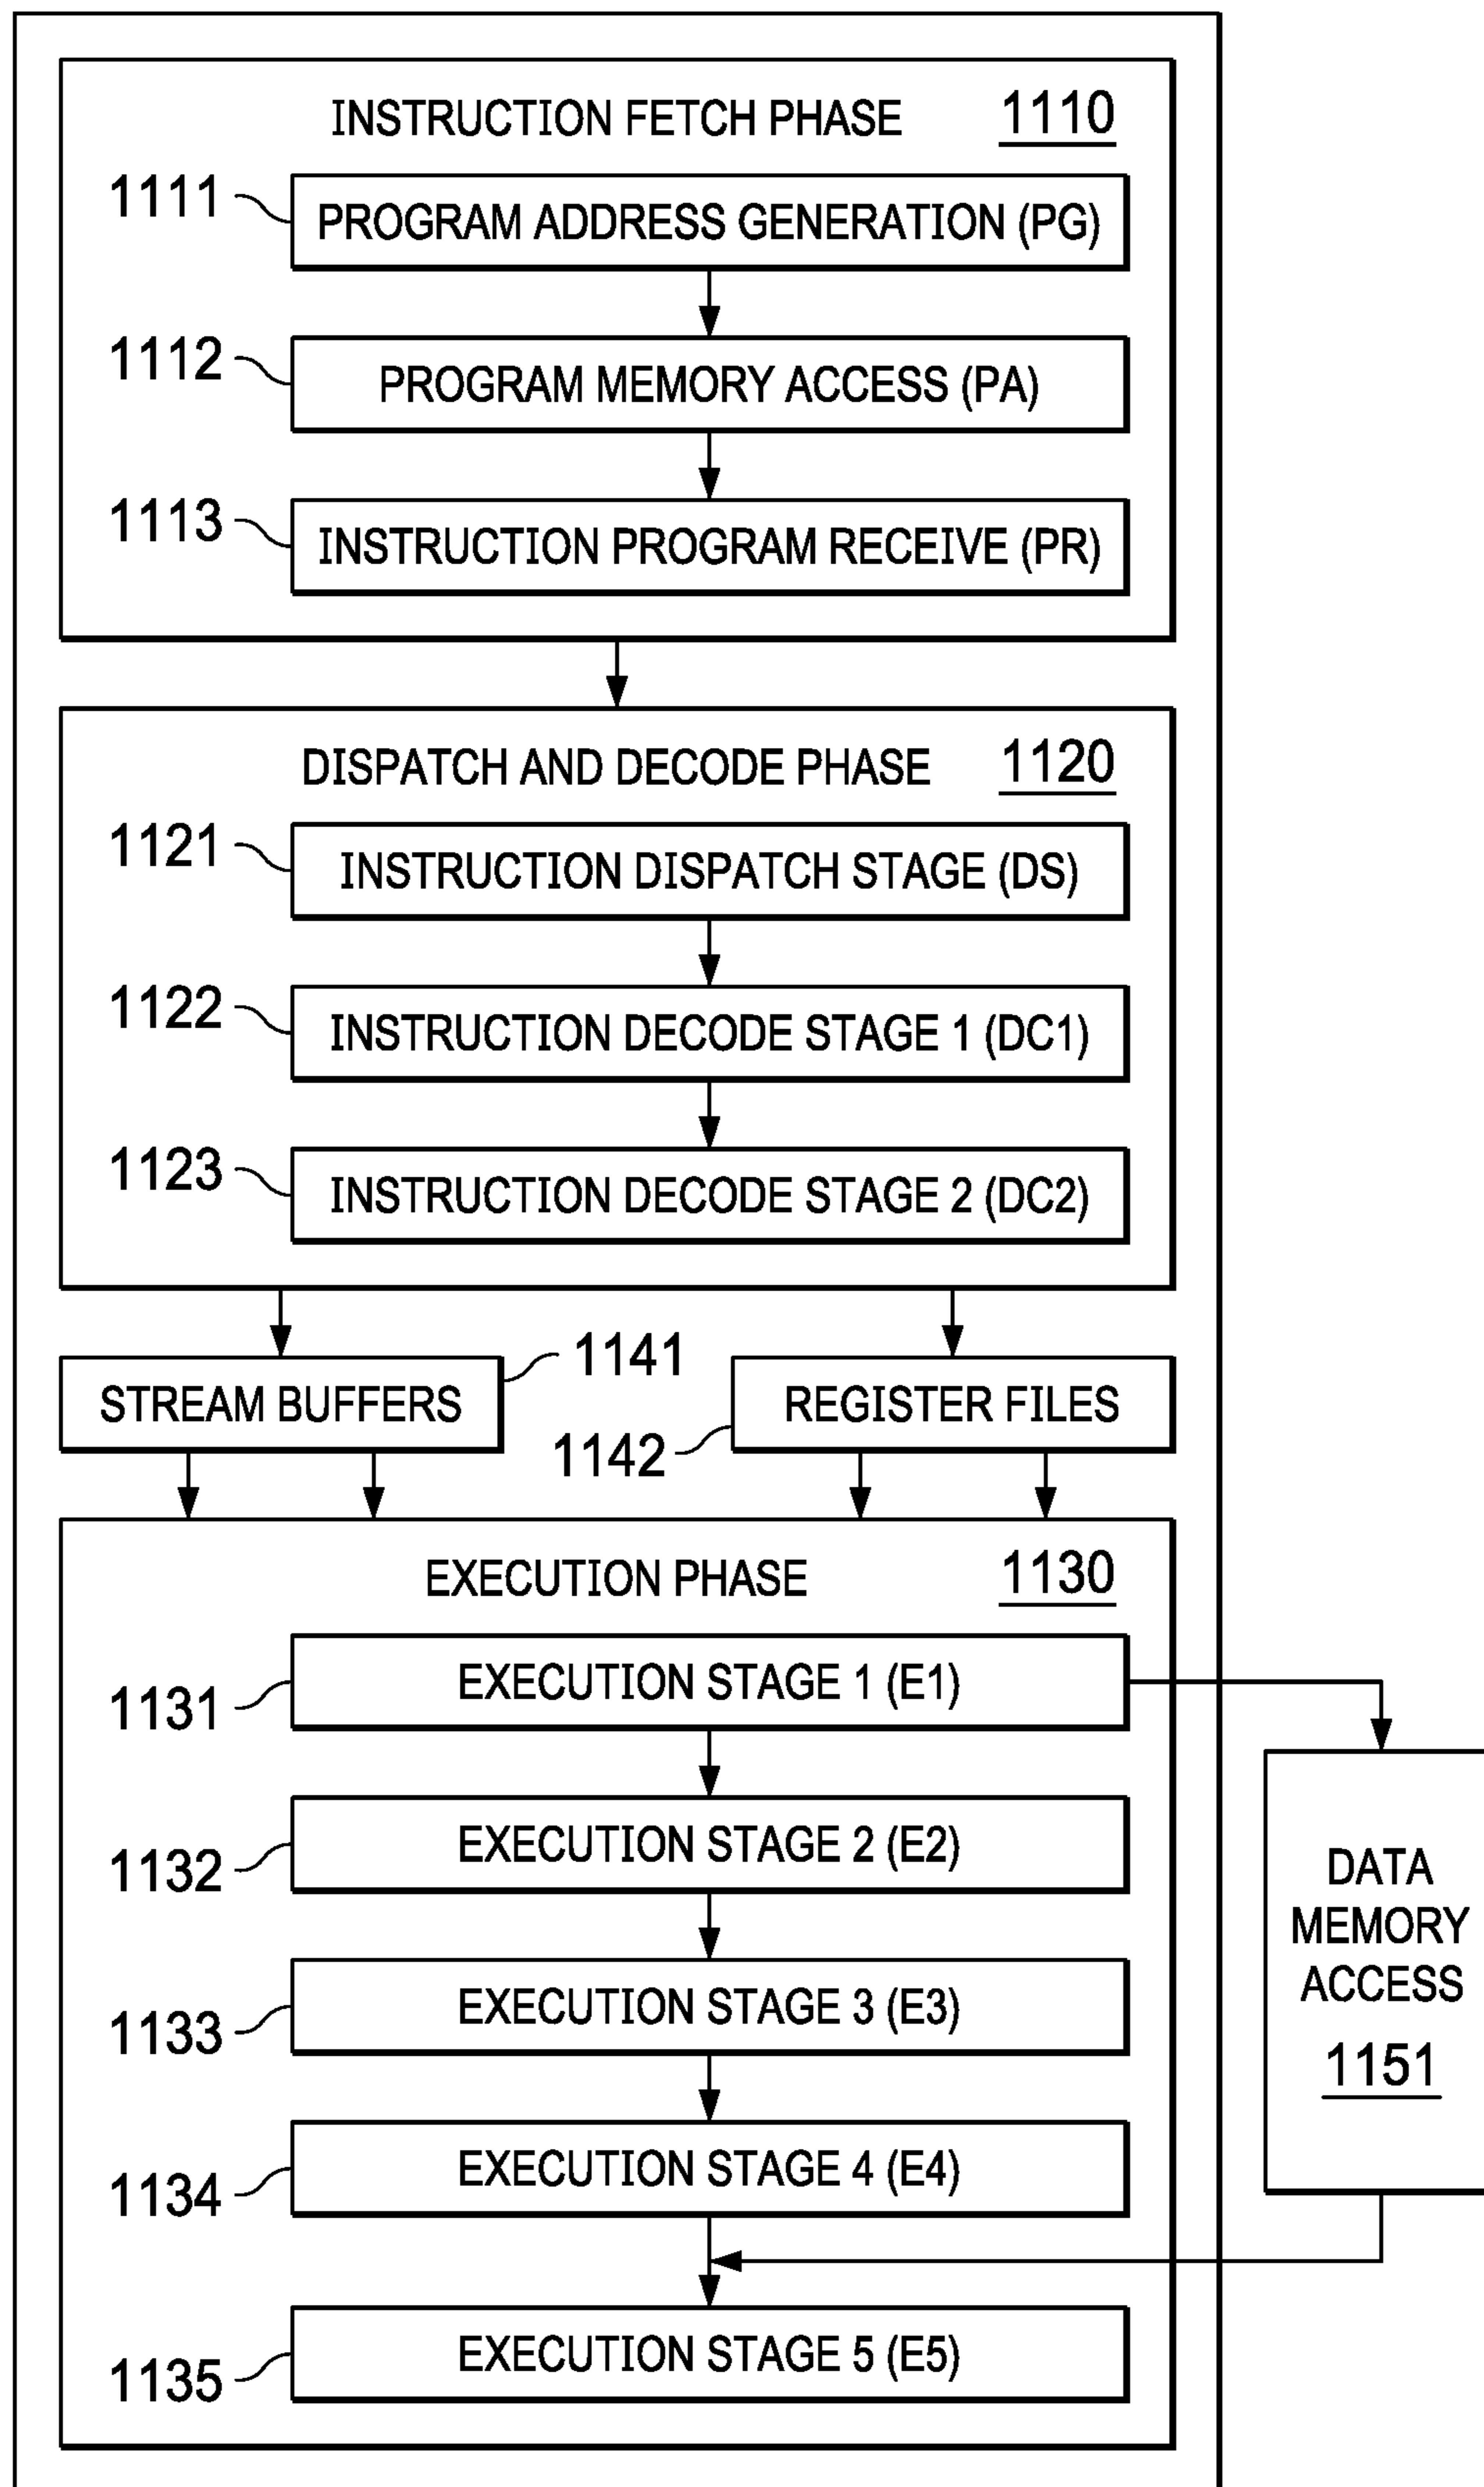 INSTRUCTION FETCH PHASE 1110
1111 PROGRAM ADDRESS GENERATION (PG)
1112 PROGRAM MEMORY ACCESS (PA)
1113 INSTRUCTION PROGRAM RECEIVE (PR)
DISPATCH AND DECODE PHASE 1120
1121 INSTRUCTION DISPATCH STAGE (DS)
1122 INSTRUCTION DECODE STAGE 1 (DC1)
1123 INSTRUCTION DECODE STAGE 2 (DC2)
STREAM BUFFERS 1141
1142 REGISTER FILES
EXECUTION PHASE 1130
1131 EXECUTION STAGE 1 (E1)
1132 EXECUTION STAGE 2 (E2)
1133 EXECUTION STAGE 3 (E3)
1134 EXECUTION STAGE 4 (E4)
1135 EXECUTION STAGE 5 (E5)
DATA
MEMORY
ACCESS
1151